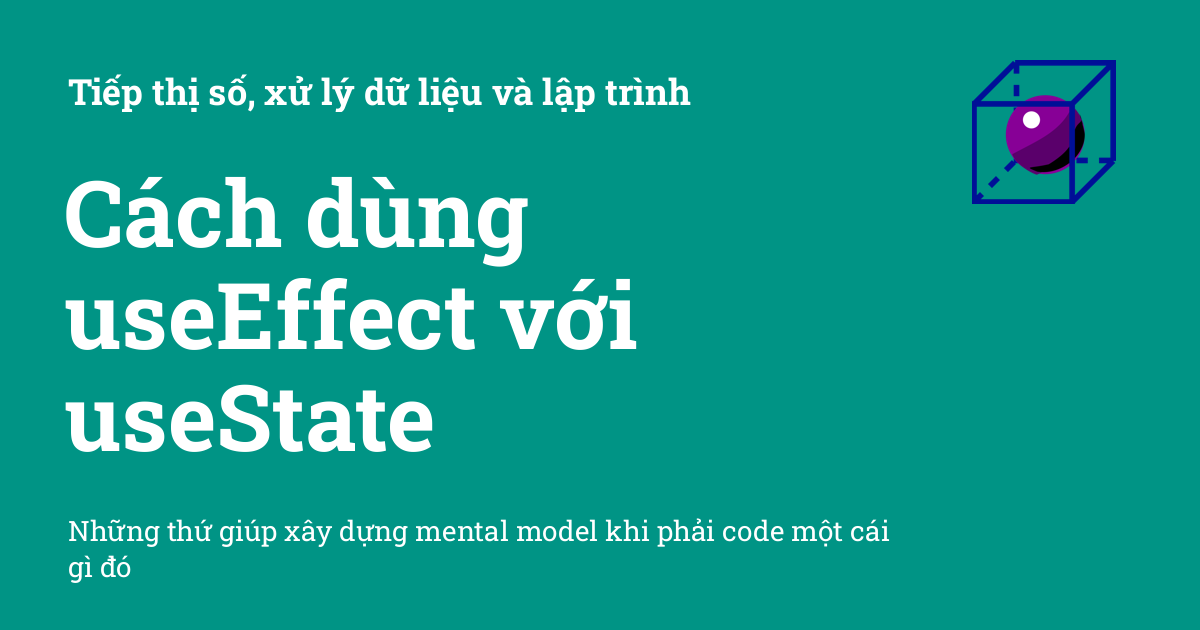 Tiếp thị số, xử lý dữ liệu và lập trình
Cách dùng
useEffect với
useState
Những thứ giúp xây dựng mental model khi phải code một cái
gì đó